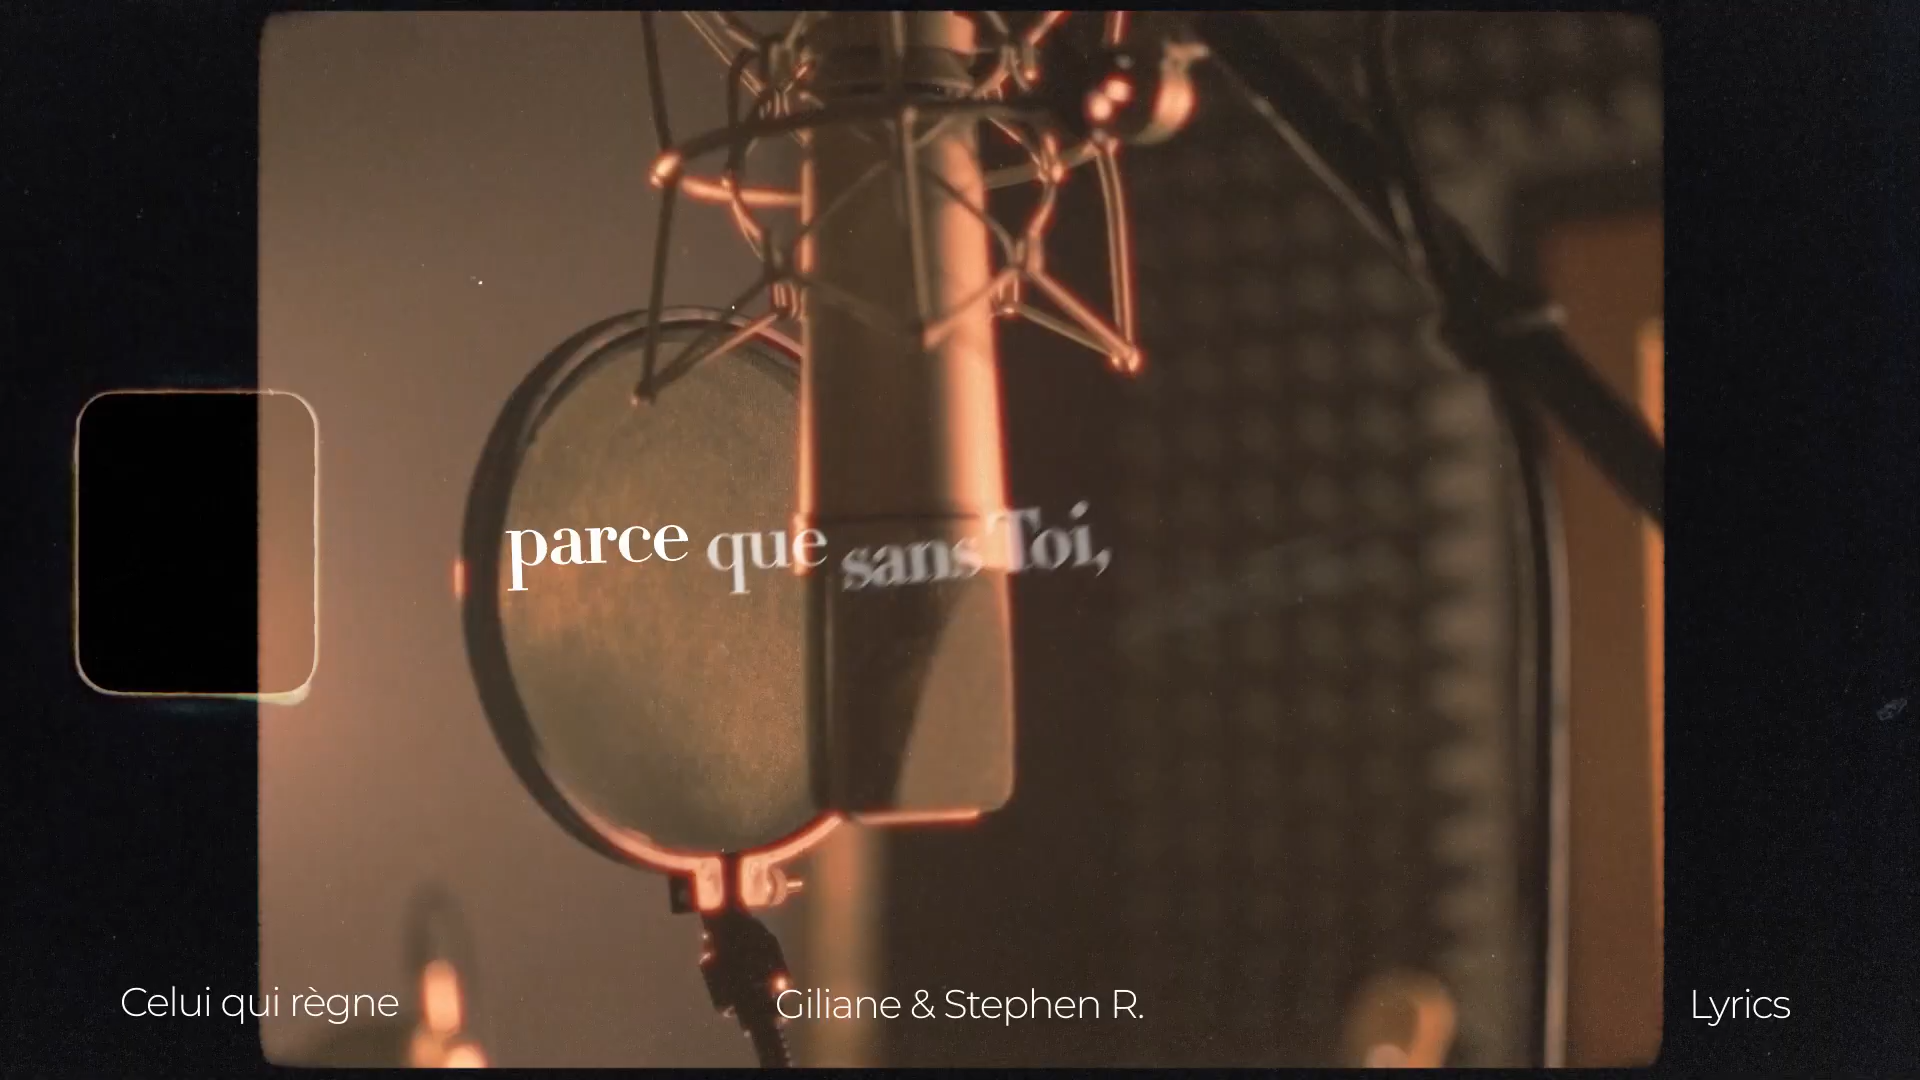 parce que sans Toi,
Celui qui règne
Giliane & Stephen R.
Lyrics